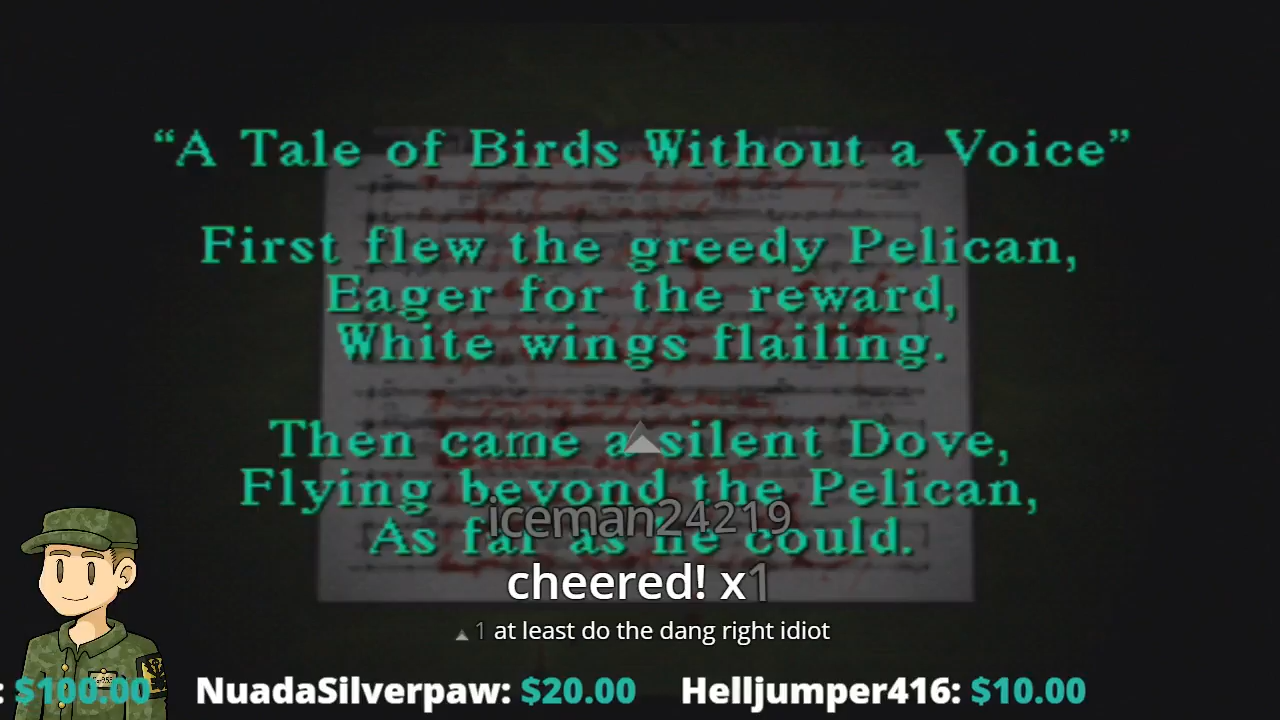 “A Tale of Birds Without a Voice”
First flew the greedy Pelican,
Eager for the reward,
White wings flailing.
Then came a silent Dove,
Flying beyond the Pelican,
As far as he could.
iceman24219
cheered! x1
1 at least do the dang right idiot
: $100.00 NuadaSilverpaw: $20.00 Helljumper416: $10.00